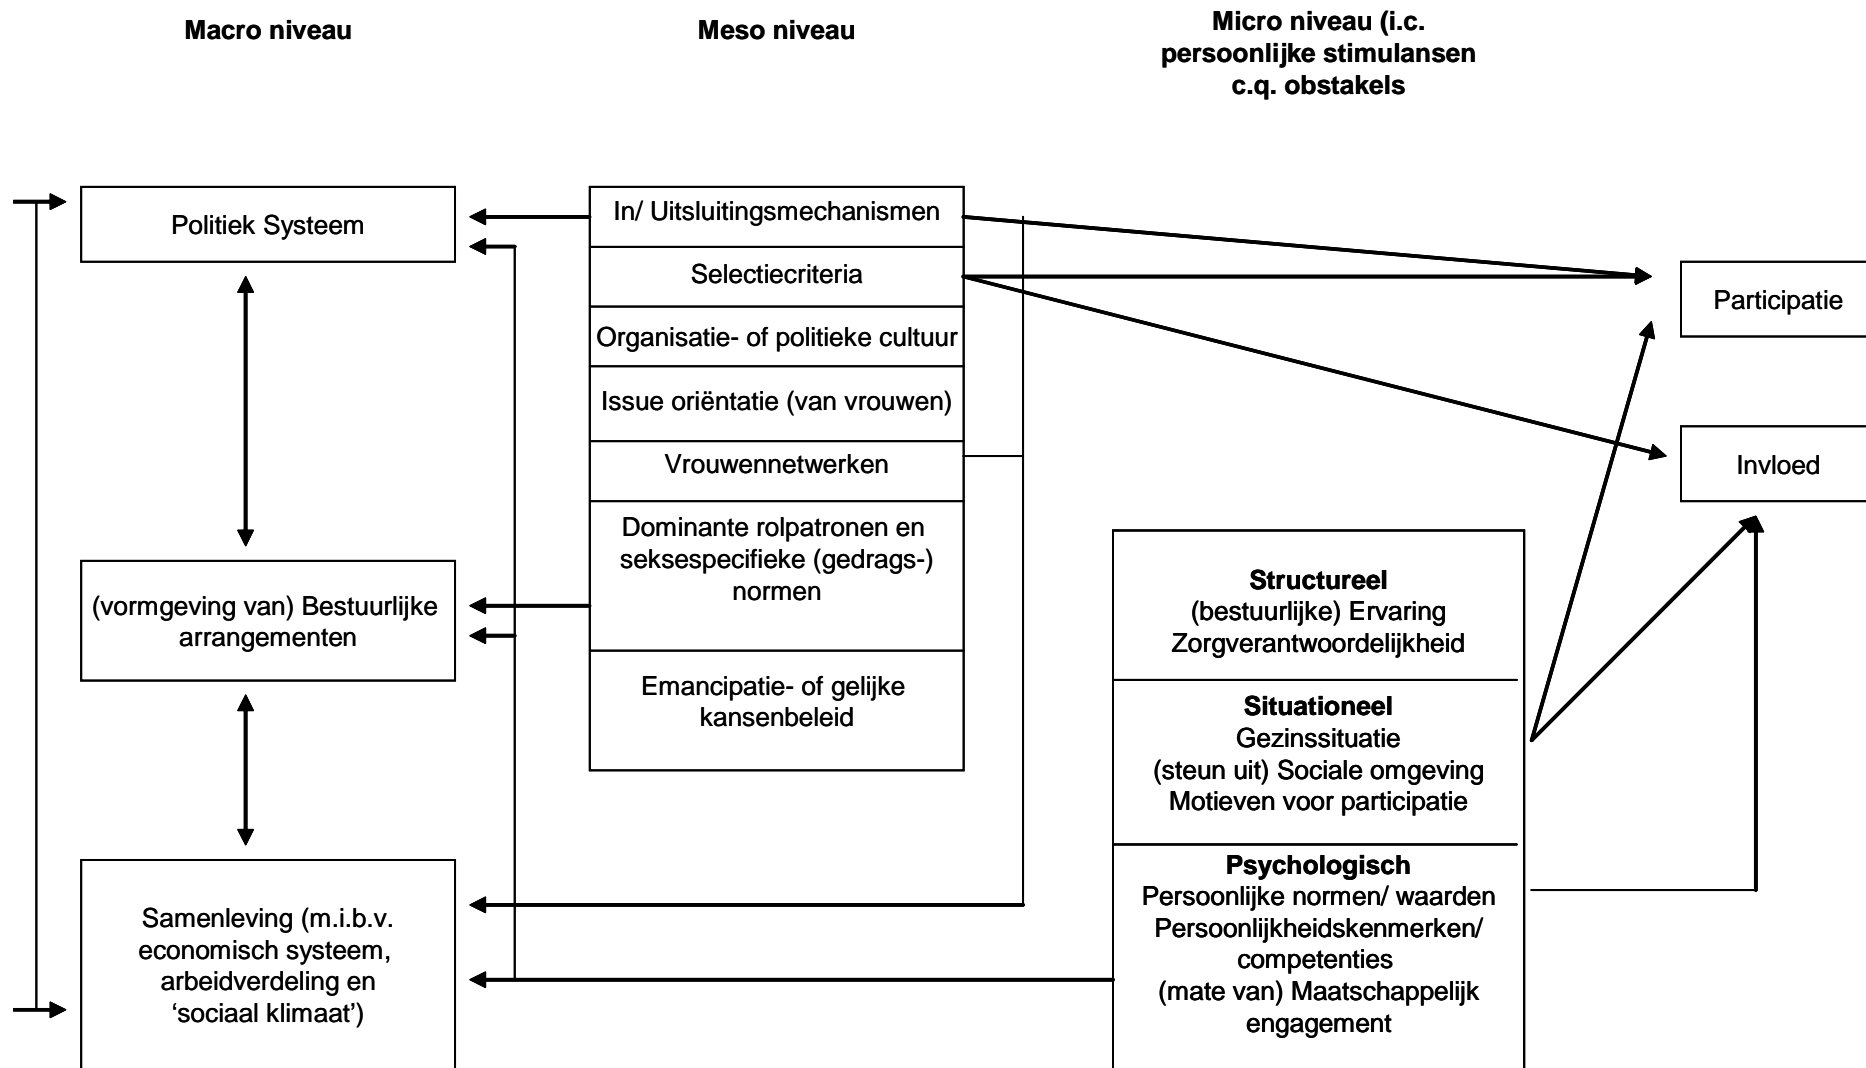 Macro niveau
Meso niveau
Micro niveau (i.c.
persoonlijke stimulansen
c.q. obstakels
Politiek Systeem
(vormgeving van) Bestuurlijke
arrangementen
Samenleving (m.i.b.v.
economisch systeem,
arbeidverdeling en
‘sociaal klimaat’)
In/ Uitsluitingsmechanismen
Selectiecriteria
Organisatie- of politieke cultuur
Issue oriëntatie (van vrouwen)
Vrouwennetwerken
Dominante rolpatronen en
seksespecifieke (gedrags-)
normen
Emancipatie- of gelijke
kansenbeleid
Structureel
(bestuurlijke) Ervaring
Zorgverantwoordelijkheid
Situationeel
Gezinssituatie
(steun uit) Sociale omgeving
Motieven voor participatie
Psychologisch
Persoonlijke normen/ waarden
Persoonlijkheidskenmerken/
competenties
(mate van) Maatschappelijk
engagement
Participatie
Invloed